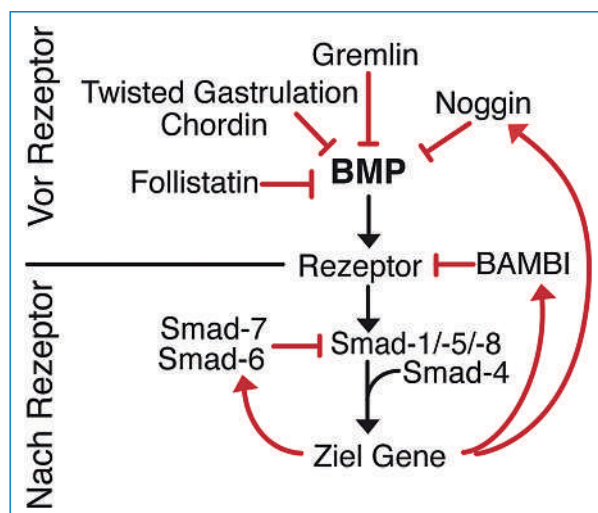 Vor Rezeptor
Gremlin
Twisted Gastrulation
Chordin
Noggin
Follistatin
BMP
Nach Rezeptor
Rezeptor
BAMBI
Smad-7
Smad-6
Smad-1/-5/-8
Smad-4
Ziel Gene